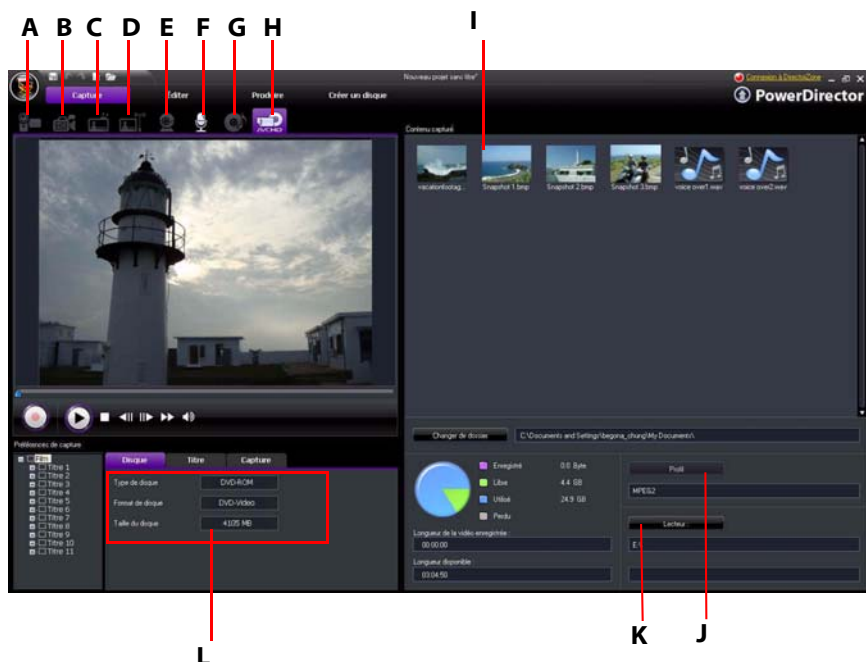 A B C D E F G H I
Nouveau projet sans titre*
Connexion à DirectorZone
Capture Éditer Produire Créer un disque
PowerDirector
AVCHD
Contenu capturé
vacationfootag... Snapshot 1.bmp Snapshot 2.bmp Snapshot 3.bmp voice over1.wav voice over2.wav
Changer de dossier C:\Documents and Settings\begona_chung\My Documents\
Préférences de capture
Film
Titre 1
Titre 2
Titre 3
Titre 4
Titre 5
Titre 6
Titre 7
Titre 8
Titre 9
Titre 10
Titre 11
Disque Titre Capture
Type de disque DVD-ROM
Format de disque DVD-Video
Taille du disque 4105 MB
Enregistré 0.0 Byte
Libre 4.4 GB
Utilisé 24.9 GB
Perdu
Longueur de la vidéo enregistrée :
00:00:00
Longueur disponible :
03:04:50
Profil
MPEG2
Lecteur :
E:\
K J
L